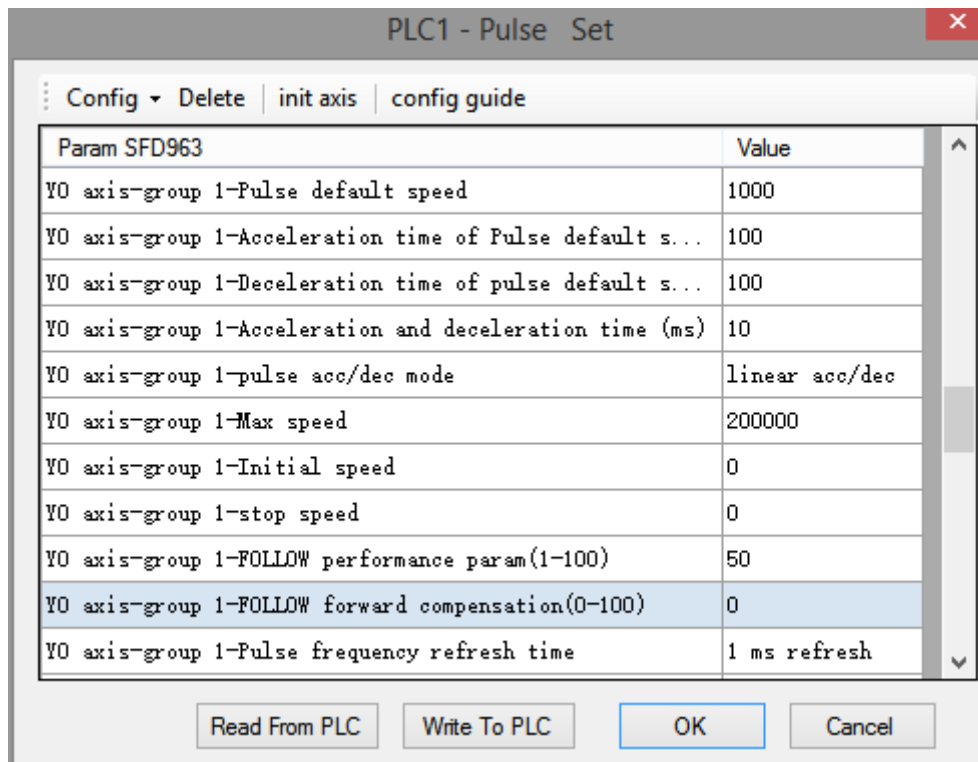 PLC1 - Pulse Set
Config Delete init axis config guide
Param SFD963 Value
Y0 axis-group 1-Pulse default speed 1000
Y0 axis-group 1-Acceleration time of Pulse default s... 100
Y0 axis-group 1-Deceleration time of pulse default s... 100
Y0 axis-group 1-Acceleration and deceleration time (ms) 10
Y0 axis-group 1-pulse acc/dec mode linear acc/dec
Y0 axis-group 1-Max speed 200000
Y0 axis-group 1-Initial speed 0
Y0 axis-group 1-stop speed 0
Y0 axis-group 1-FOLLOW performance param(1-100) 50
Y0 axis-group 1-FOLLOW forward compensation(0-100) 0
Y0 axis-group 1-Pulse frequency refresh time 1 ms refresh
Read From PLC Write To PLC OK Cancel